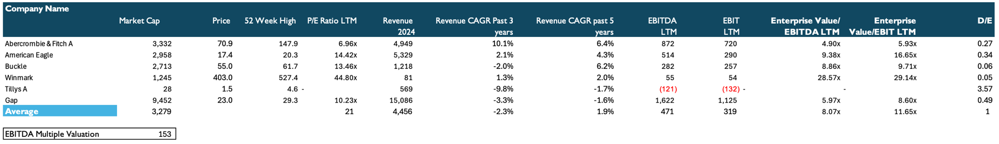 Company Name
Market Cap Price 52 Week High P/E Ratio LTM Revenue Revenue CAGR Past 3 Revenue CAGR past 5 EBITDA EBIT Enterprise Value/ Enterprise D/E
2024 years years LTM LTM EBITDA LTM Value/EBIT LTM
Abercrombie & Fitch A 3,332 70.9 147.9 6.96x 4,949 10.1% 6.4% 872 720 4.90x 5.93x 0.27
American Eagle 2,958 17.4 20.3 14.42x 5,329 2.1% 4.3% 514 290 9.38x 16.65x 0.34
Buckle 2,713 55.0 61.7 13.46x 1,218 -2.0% 6.2% 282 257 8.86x 9.71x 0.06
Winmark 1,245 403.0 527.4 44.80x 81 1.3% 2.0% 55 54 28.57x 29.14x 0.05
Tillys A 28 1.5 4.6 - 569 -9.8% -1.7% (121) (132) - - 3.57
Gap 9,452 23.0 29.3 10.23x 15,086 -3.3% -1.6% 1,622 1,125 5.97x 8.60x 0.49
Average 3,279 21 4,456 -2.3% 1.9% 471 319 8.07x 11.65x 1
EBITDA Multiple Valuation 153